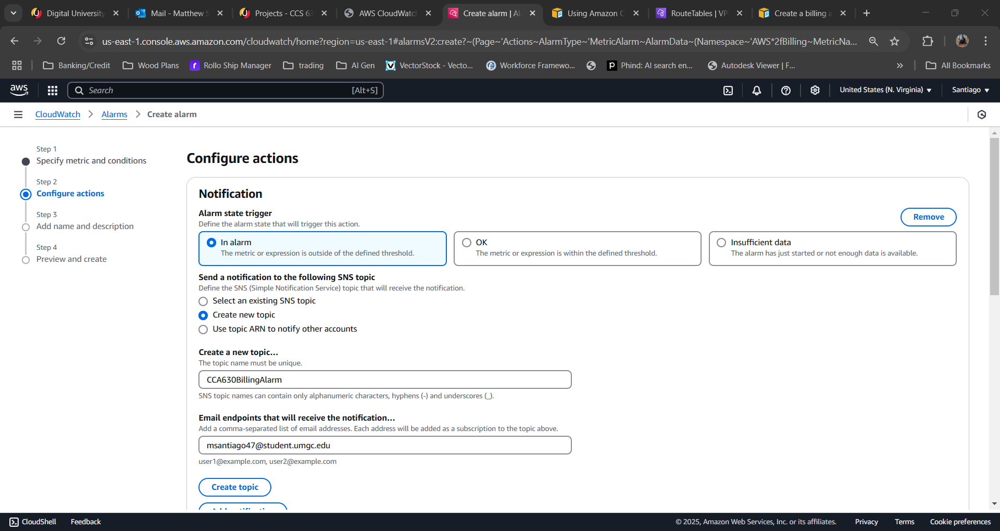 Digital University
Mail - Matthew S
Projects - CCS 63
AWS CloudWatch
Create alarm | Al
Using Amazon C
RouteTables | VP
Create a billing a
us-east-1.console.aws.amazon.com/cloudwatch/home?region=us-east-1#alarmsV2:create?~(Page~'Actions~AlarmType~'MetricAlarm~AlarmData~(Namespace~'AWS*2fBilling~MetricNa...
Banking/Credit
Wood Plans
Rollo Ship Manager
trading
AI Gen
VectorStock - Vecto...
Workforce Framewo...
Phind: AI search en...
Autodesk Viewer | F...
All Bookmarks
aws
Search
[Alt+S]
United States (N. Virginia)
Santiago
CloudWatch
Alarms
Create alarm
Step 1
Specify metric and conditions
Step 2
Configure actions
Step 3
Add name and description
Step 4
Preview and create
Configure actions
Notification
Alarm state trigger
Define the alarm state that will trigger this action.
Remove
In alarm
The metric or expression is outside of the defined threshold.
OK
The metric or expression is within the defined threshold.
Insufficient data
The alarm has just started or not enough data is available.
Send a notification to the following SNS topic
Define the SNS (Simple Notification Service) topic that will receive the notification.
Select an existing SNS topic
Create new topic
Use topic ARN to notify other accounts
Create a new topic...
The topic name must be unique.
CCA630BillingAlarm
SNS topic names can contain only alphanumeric characters, hyphens (-) and underscores (_).
Email endpoints that will receive the notification...
Add a comma-separated list of email addresses. Each address will be added as a subscription to the topic above.
msantiago47@student.umgc.edu
user1@example.com, user2@example.com
Create topic
CloudShell
Feedback
© 2025, Amazon Web Services, Inc. or its affiliates.
Privacy
Terms
Cookie preferences